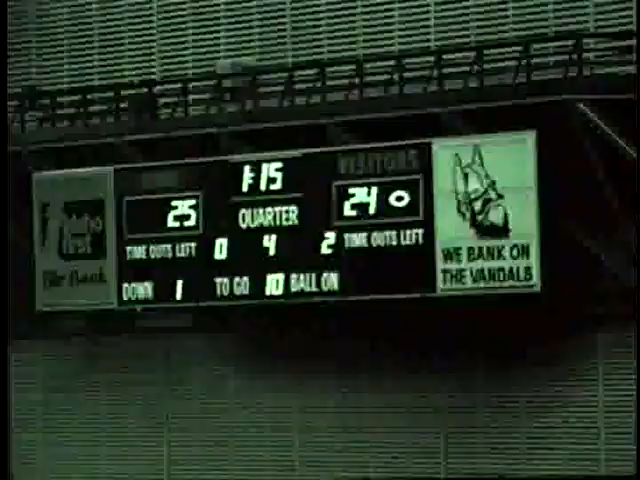 VISITORS
1:15
25
24
QUARTER
TIME OUTS LEFT 0 4 2 TIME OUTS LEFT
DOWN 1 TO GO 10 BALL ON
Idaho
First
The Bank
WE BANK ON
THE VANDALS